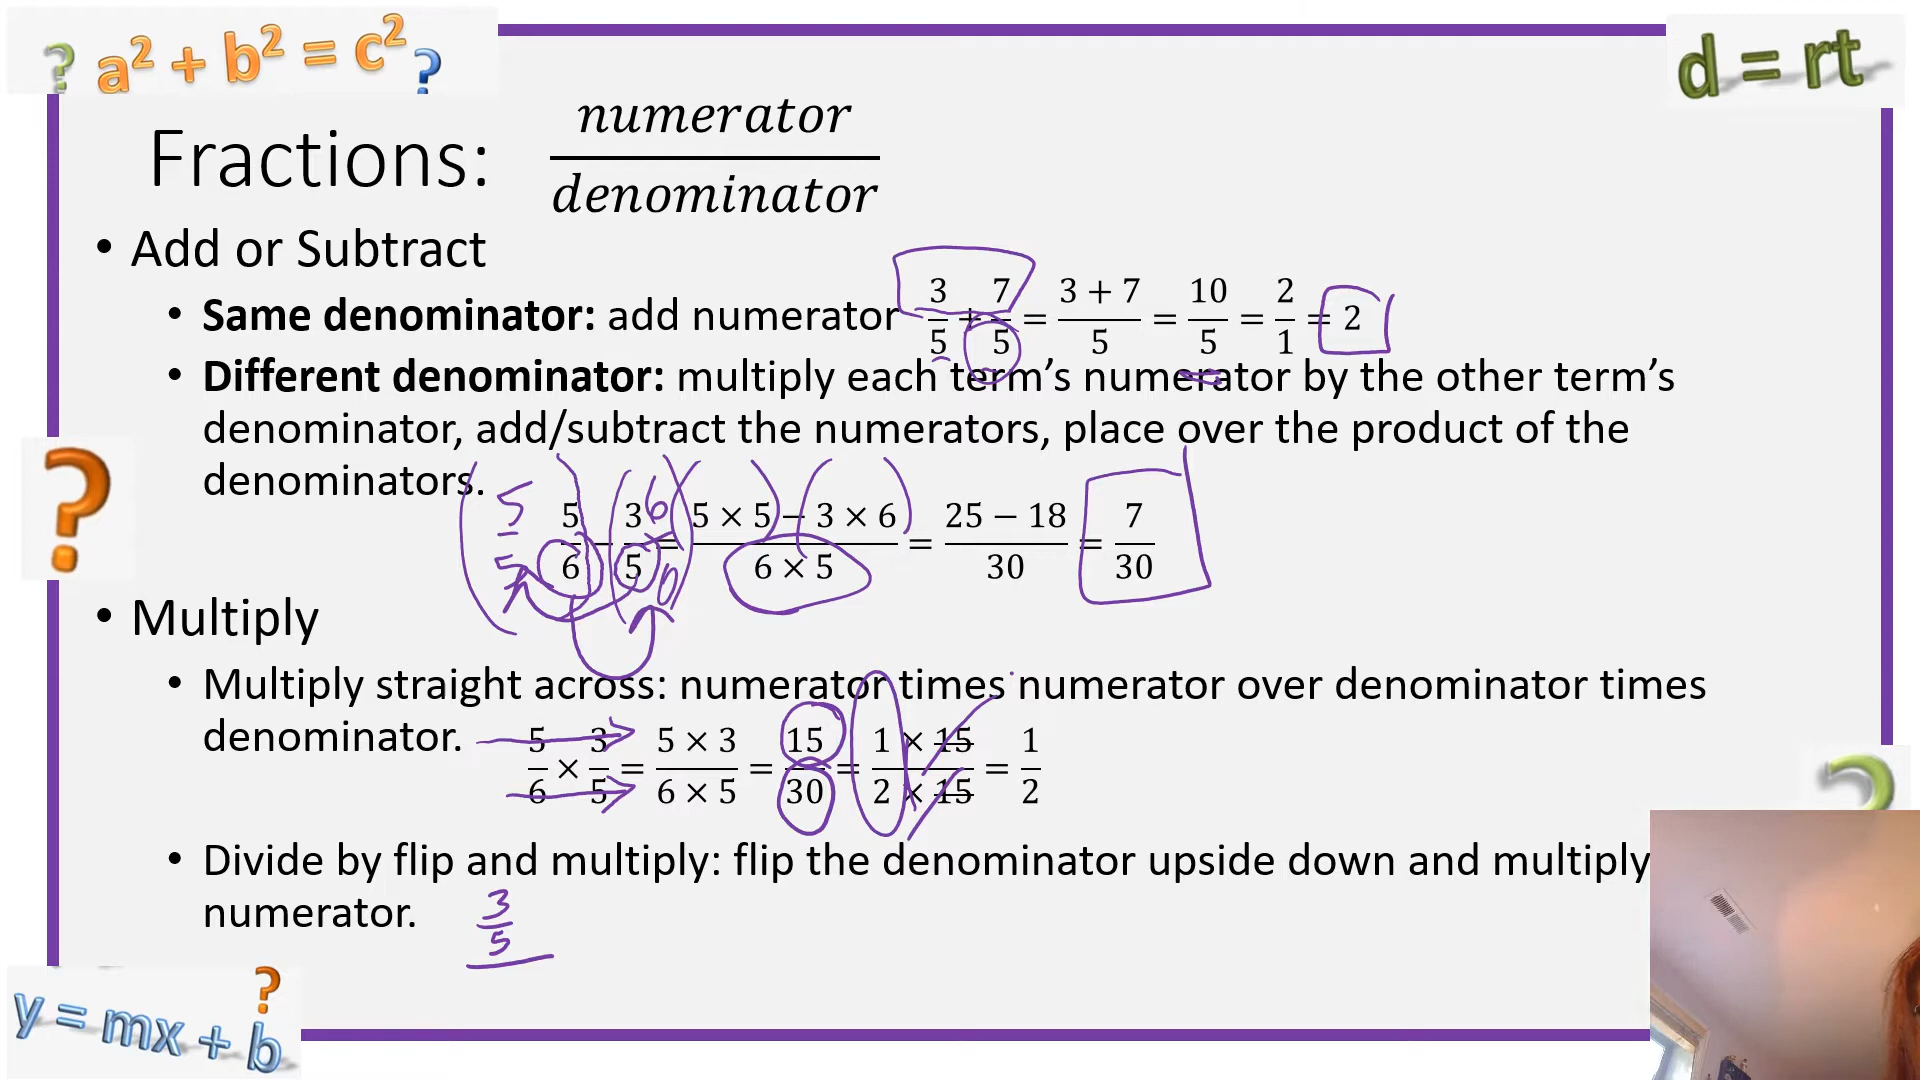 ? a² + b² = c² ?
d = rt
Fractions: numerator / denominator
• Add or Subtract
• Same denominator: add numerator 3/5 + 7/5 = (3 + 7)/5 = 10/5 = 2/1 = 2
• Different denominator: multiply each term’s numerator by the other term’s
denominator, add/subtract the numerators, place over the product of the
denominators.
5/5 5/6 − 3/5 6/6 = (5 × 5 − 3 × 6)/(6 × 5) = (25 − 18)/30 = 7/30
?
• Multiply
• Multiply straight across: numerator times numerator over denominator times
denominator. 5/6 × 3/5 = (5 × 3)/(6 × 5) = 15/30 = (1 × 15)/(2 × 15) = 1/2
?
• Divide by flip and multiply: flip the denominator upside down and multiply
numerator. 3/5
?
y = mx + b